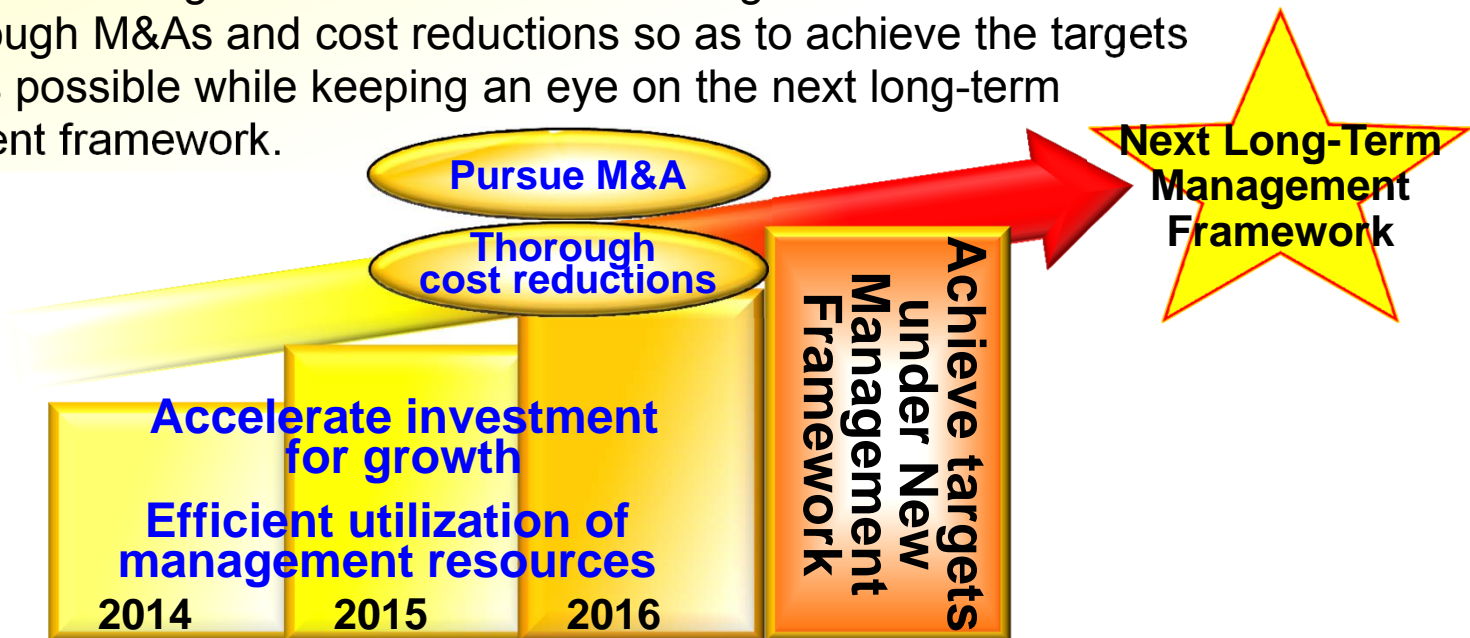 ough M&As and cost reductions so as to achieve the targets
possible while keeping an eye on the next long-term
ent framework.
Pursue M&A
Thorough
cost reductions
Next Long-Term
Management
Framework
Accelerate investment
for growth
Efficient utilization of
management resources
2014
2015
2016
Achieve targets
under New
Management
Framework